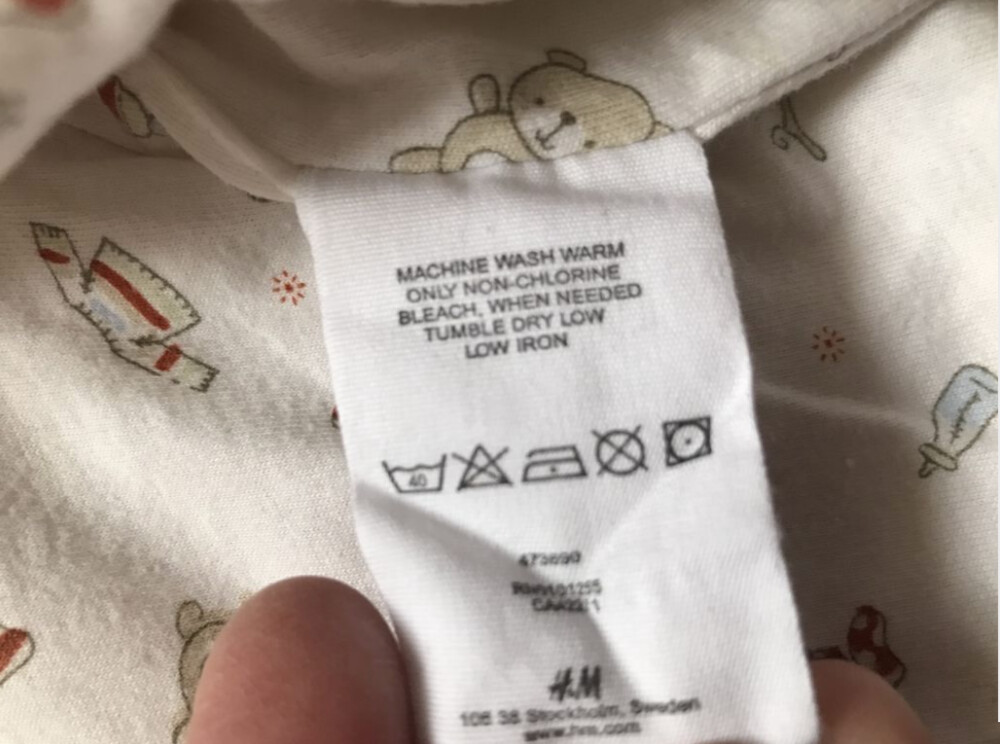 MACHINE WASH WARM
ONLY NON-CHLORINE
BLEACH, WHEN NEEDED
TUMBLE DRY LOW
LOW IRON
40
H&M
106 38 Stockholm, Sweden
www.hm.com